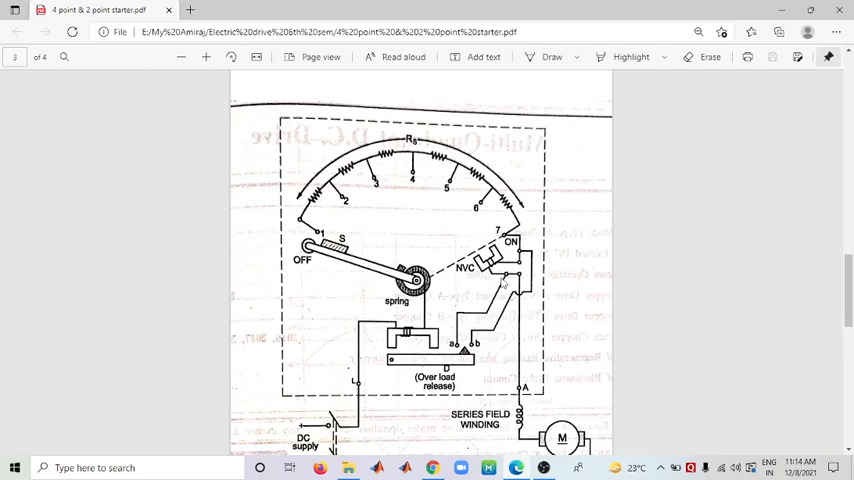 4 point & 2 point starter.pdf
File
E:/My%20Amiraj/Electric%20drive%206th%20sem/4%20point%20&%202%20point%20starter.pdf
3 of 4
Page view
Read aloud
Add text
Draw
Highlight
Erase
Rs
1
2
3
4
5
6
7
S
ON
OFF
NVC
spring
a
b
D
(Over load
release)
L
A
SERIES FIELD
WINDING
DC
supply
M
Type here to search
23°C
ENG
IN
11:14 AM
12/8/2021